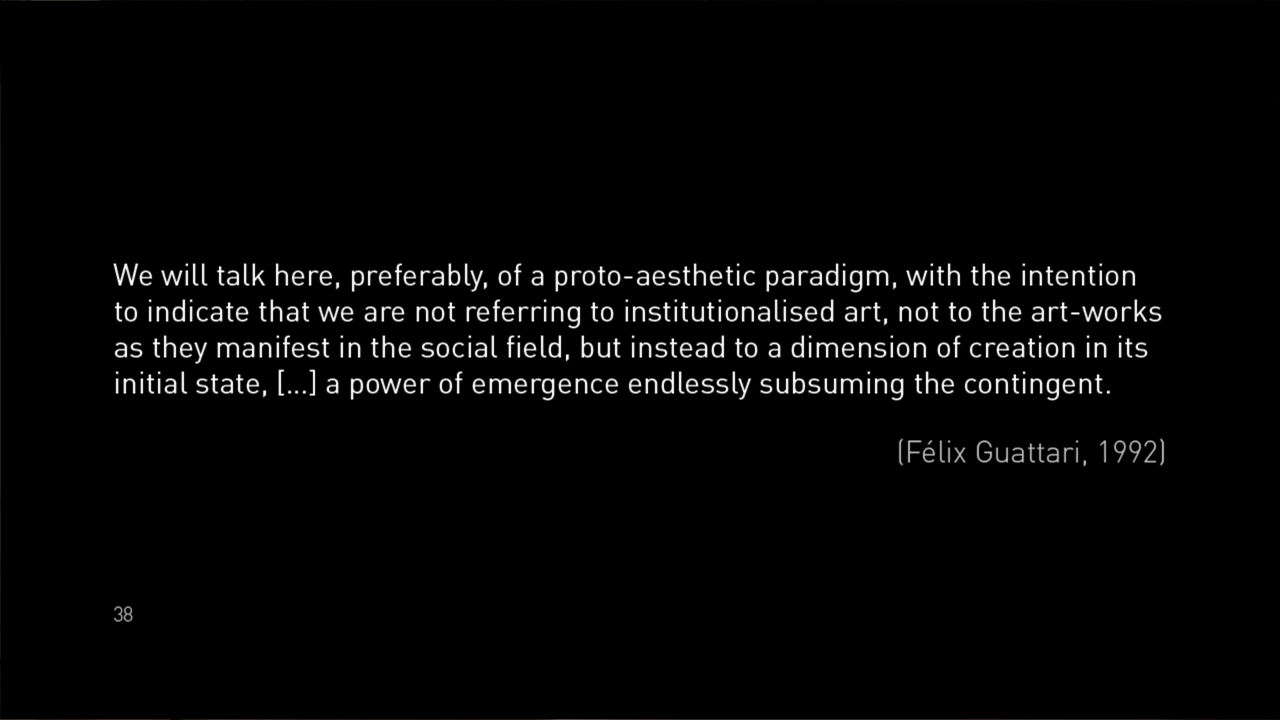 We will talk here, preferably, of a proto-aesthetic paradigm, with the intention
to indicate that we are not referring to institutionalised art, not to the art-works
as they manifest in the social field, but instead to a dimension of creation in its
initial state, [...] a power of emergence endlessly subsuming the contingent.
(Félix Guattari, 1992)
38